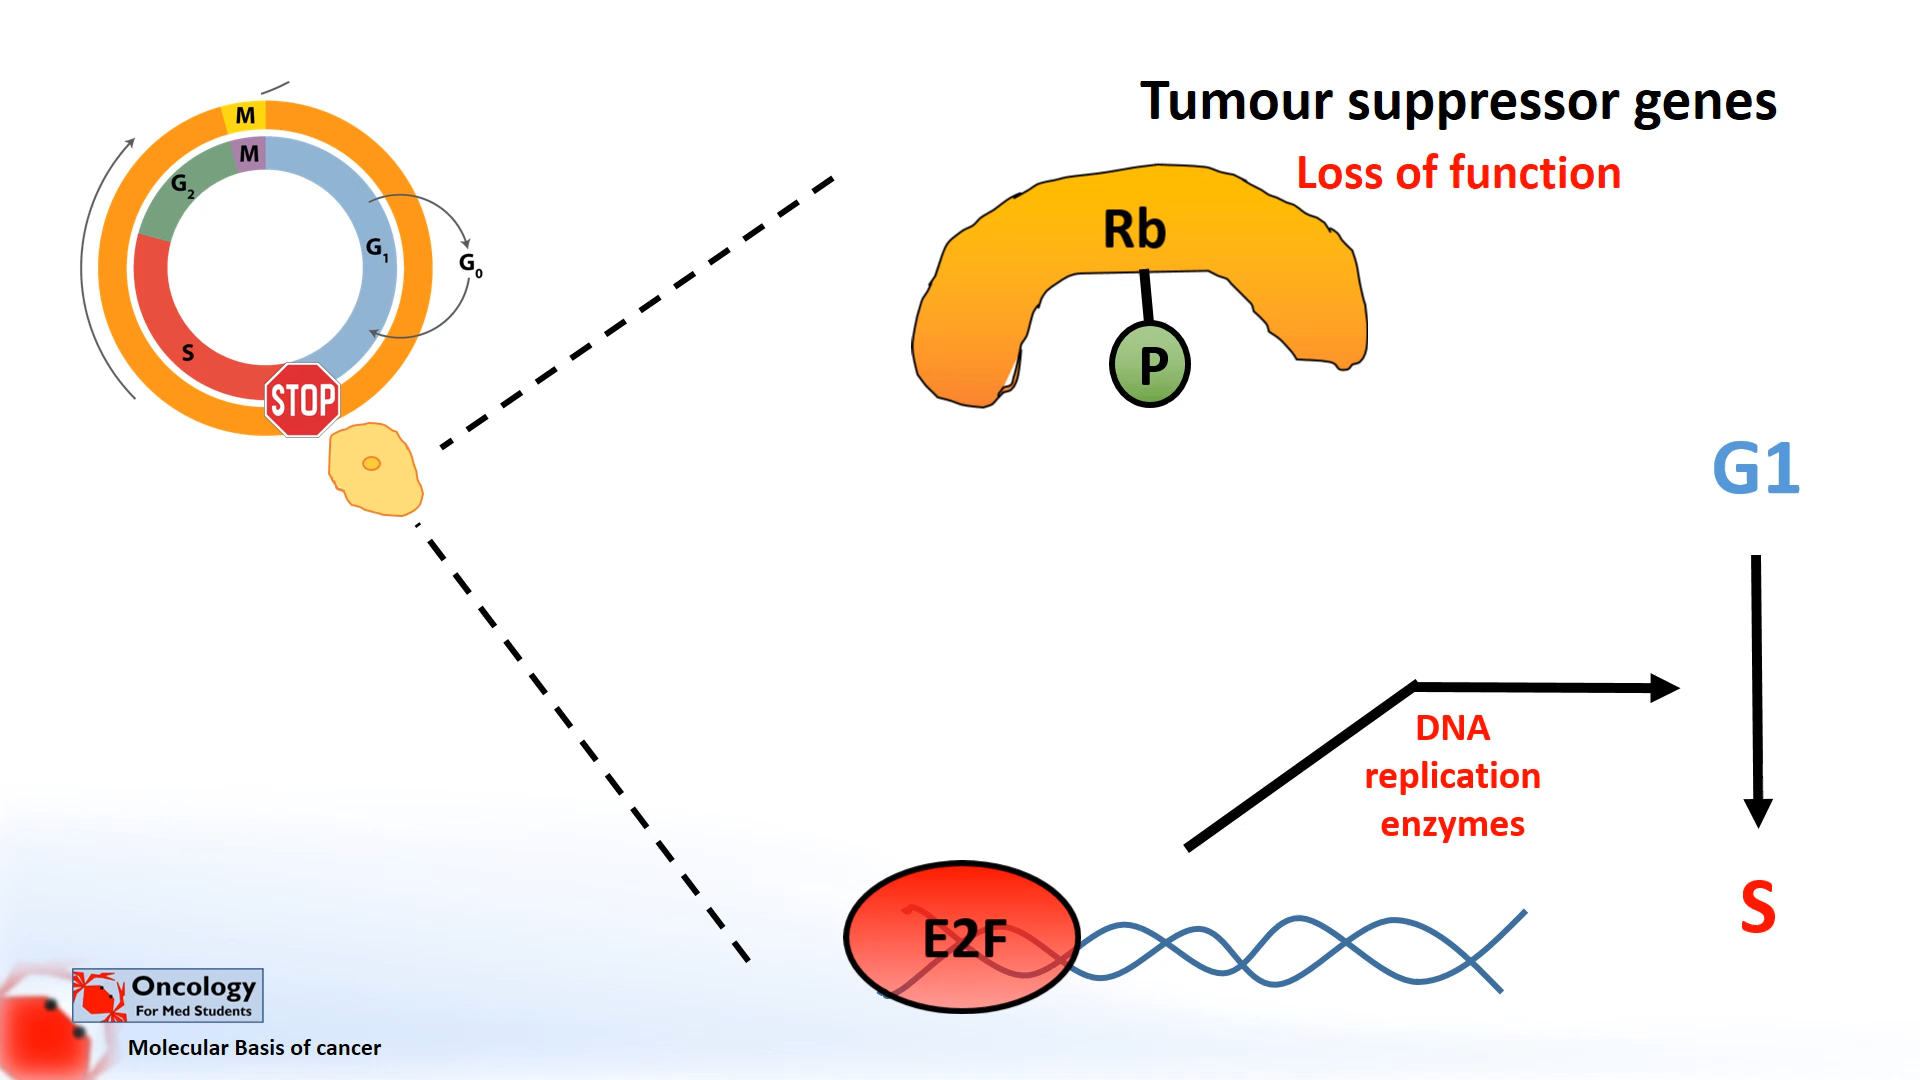 Tumour suppressor genes
Loss of function
M
M
G2
G1
G0
S
STOP
Rb
P
G1
DNA
replication
enzymes
S
E2F
Oncology
For Med Students
Molecular Basis of cancer